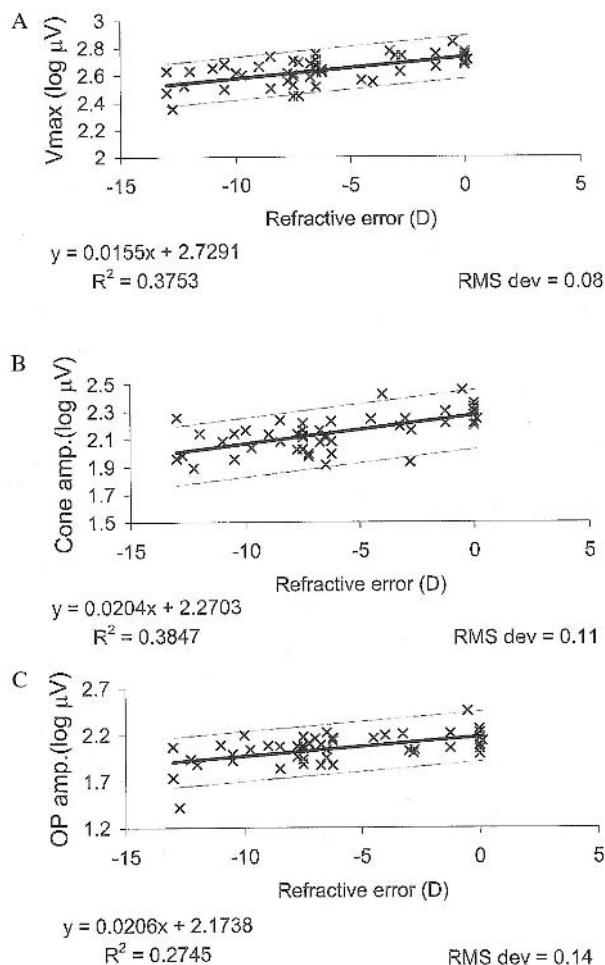 A
Vmax (log µV)
3
2.8
2.6
2.4
2.2
2
-15 -10 -5 0 5
Refractive error (D)
y = 0.0155x + 2.7291
R² = 0.3753 RMS dev = 0.08
B
Cone amp.(log µV)
2.5
2.3
2.1
1.9
1.7
1.5
-15 -10 -5 0 5
Refractive error (D)
y = 0.0204x + 2.2703
R² = 0.3847 RMS dev = 0.11
C
OP amp.(log µV)
2.7
2.2
1.7
1.2
-15 -10 -5 0 5
Refractive error (D)
y = 0.0206x + 2.1738
R² = 0.2745 RMS dev = 0.14